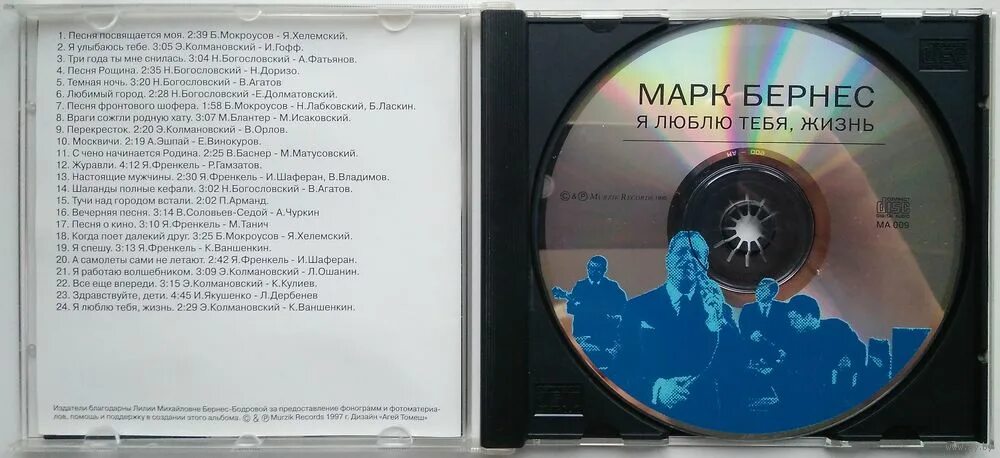 1. Песня посвящается моя. 2:39 Б.Мокроусов - Я.Хелемский.
2. Я улыбаюсь тебе. 3:05 Э.Колмановский - И.Гофф.
3. Три года ты мне снилась. 3:04 Н.Богословский - А.Фатьянов.
4. Песня Рощина. 2:35 Н.Богословский - Н.Доризо.
5. Темная ночь. 3:20 Н.Богословский - В.Агатов
6. Любимый город. 2:28 Н.Богословский -Е.Долматовский.
7. Песня фронтового шофера. 1:58 Б.Мокроусов - Н.Лабковский, Б.Ласкин.
8. Враги сожгли родную хату. 3:07 М.Блантер - М.Исаковский.
9. Перекресток. 2:20 Э.Колмановский - В.Орлов.
10. Москвичи. 2:19 А.Эшпай - Е.Винокуров.
11. С чено начинается Родина. 2:25 В.Баснер - М.Матусовский.
12. Журавли. 4:12 Я.Френкель - Р.Гамзатов.
13. Настоящие мужчины. 2:30 Я.Френкель - И.Шаферан, В.Владимов.
14. Шаланды полные кефали. 3:02 Н.Богословский - В.Агатов.
15. Тучи над городом встали. 2:02 П.Арманд.
16. Вечерняя песня. 3:14 В.Соловьев-Седой - А.Чуркин
17. Песня о кино. 3:10 Я.Френкель - М.Танич
18. Когда поет далекий друг. 3:25 Б.Мокроусов - Я.Хелемский.
19. Я спешу. 3:13 Я.Френкель - К.Ваншенкин.
20. А самолеты сами не летают. 2:42 Я.Френкель - И.Шаферан.
21. Я работаю волшебником. 3:09 Э.Колмановский - Л.Ошанин.
22. Все еще впереди. 3:15 Э.Колмановский - К.Кулиев.
23. Здравствуйте, дети. 4:45 И.Якушенко - Л.Дербенев
24. Я люблю тебя, жизнь. 2:29 Э.Колмановский - К.Ваншенкин.
Издатели благодарны Лилии Михайловне Бернес-Бодровой за предоставление фонограмм и фотоматериа-
лов, помощь и поддержку в создании этого альбома. © & ℗ Murzik Records 1997 г. Дизайн «Агей Томеш»
МАРК БЕРНЕС
Я ЛЮБЛЮ ТЕБЯ, ЖИЗНЬ
MA - 009
© & ℗ Murzik Records
COMPACT
disc
DIGITAL AUDIO
MA 009